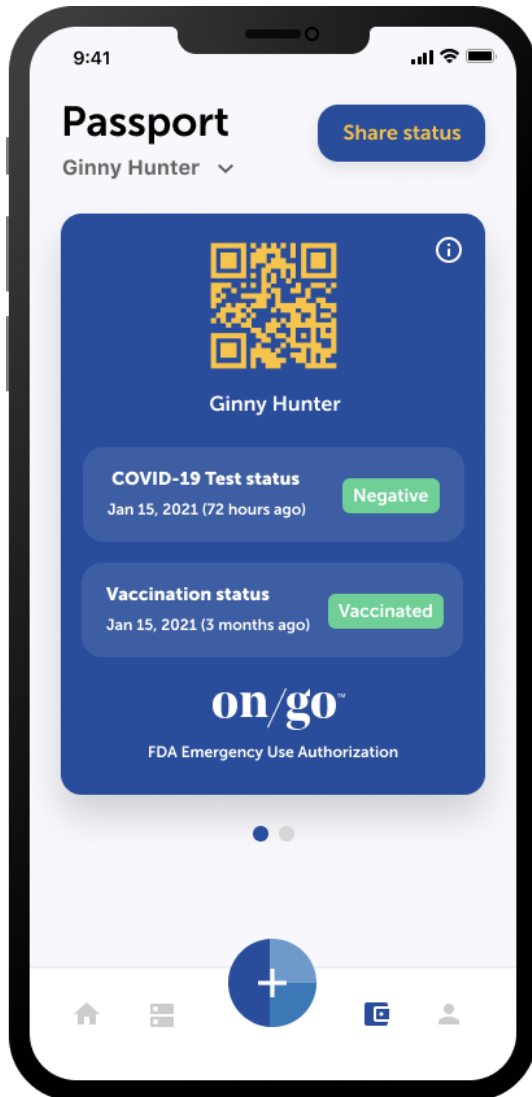 9:41
Passport
Share status
Ginny Hunter
Ginny Hunter
COVID-19 Test status
Jan 15, 2021 (72 hours ago)
Negative
Vaccination status
Jan 15, 2021 (3 months ago)
Vaccinated
on/go™
FDA Emergency Use Authorization